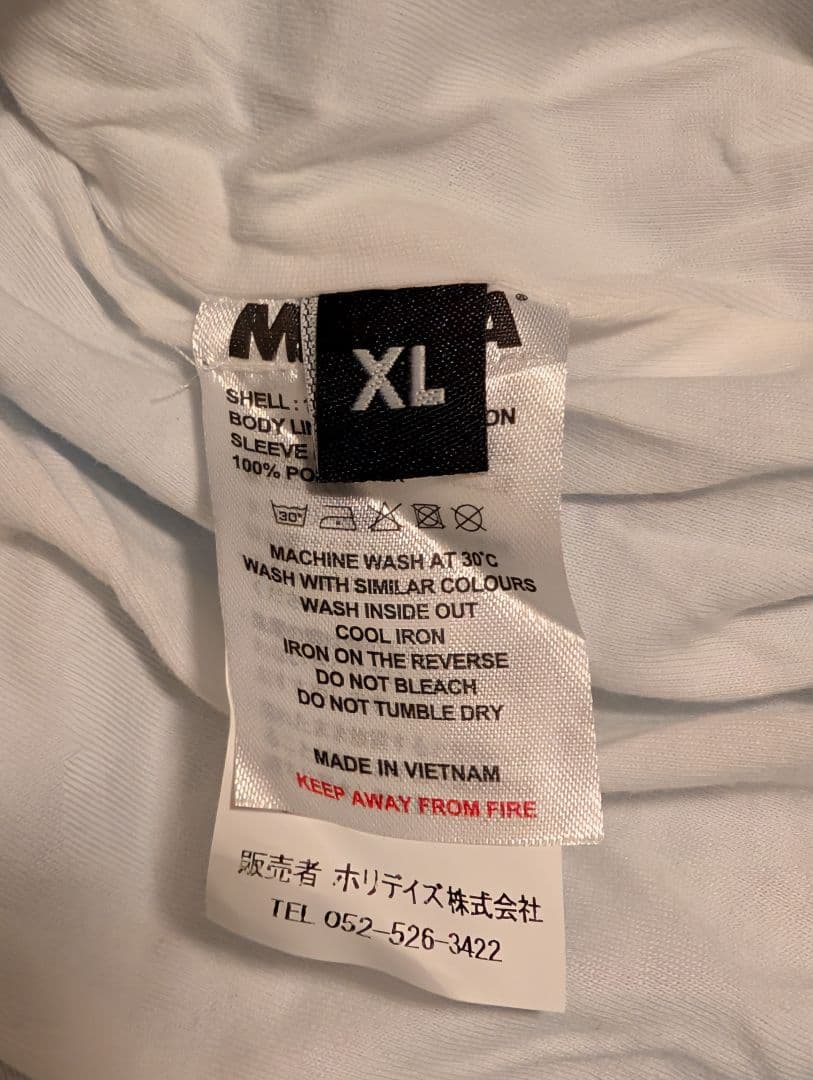 M A®
XL
SHELL :
BODY
SLEEVE
100%
30°
MACHINE WASH AT 30°C
WASH WITH SIMILAR COLOURS
WASH INSIDE OUT
COOL IRON
IRON ON THE REVERSE
DO NOT BLEACH
DO NOT TUMBLE DRY
MADE IN VIETNAM
KEEP AWAY FROM FIRE
販売者 ホリデイズ株式会社
TEL 052-526-3422